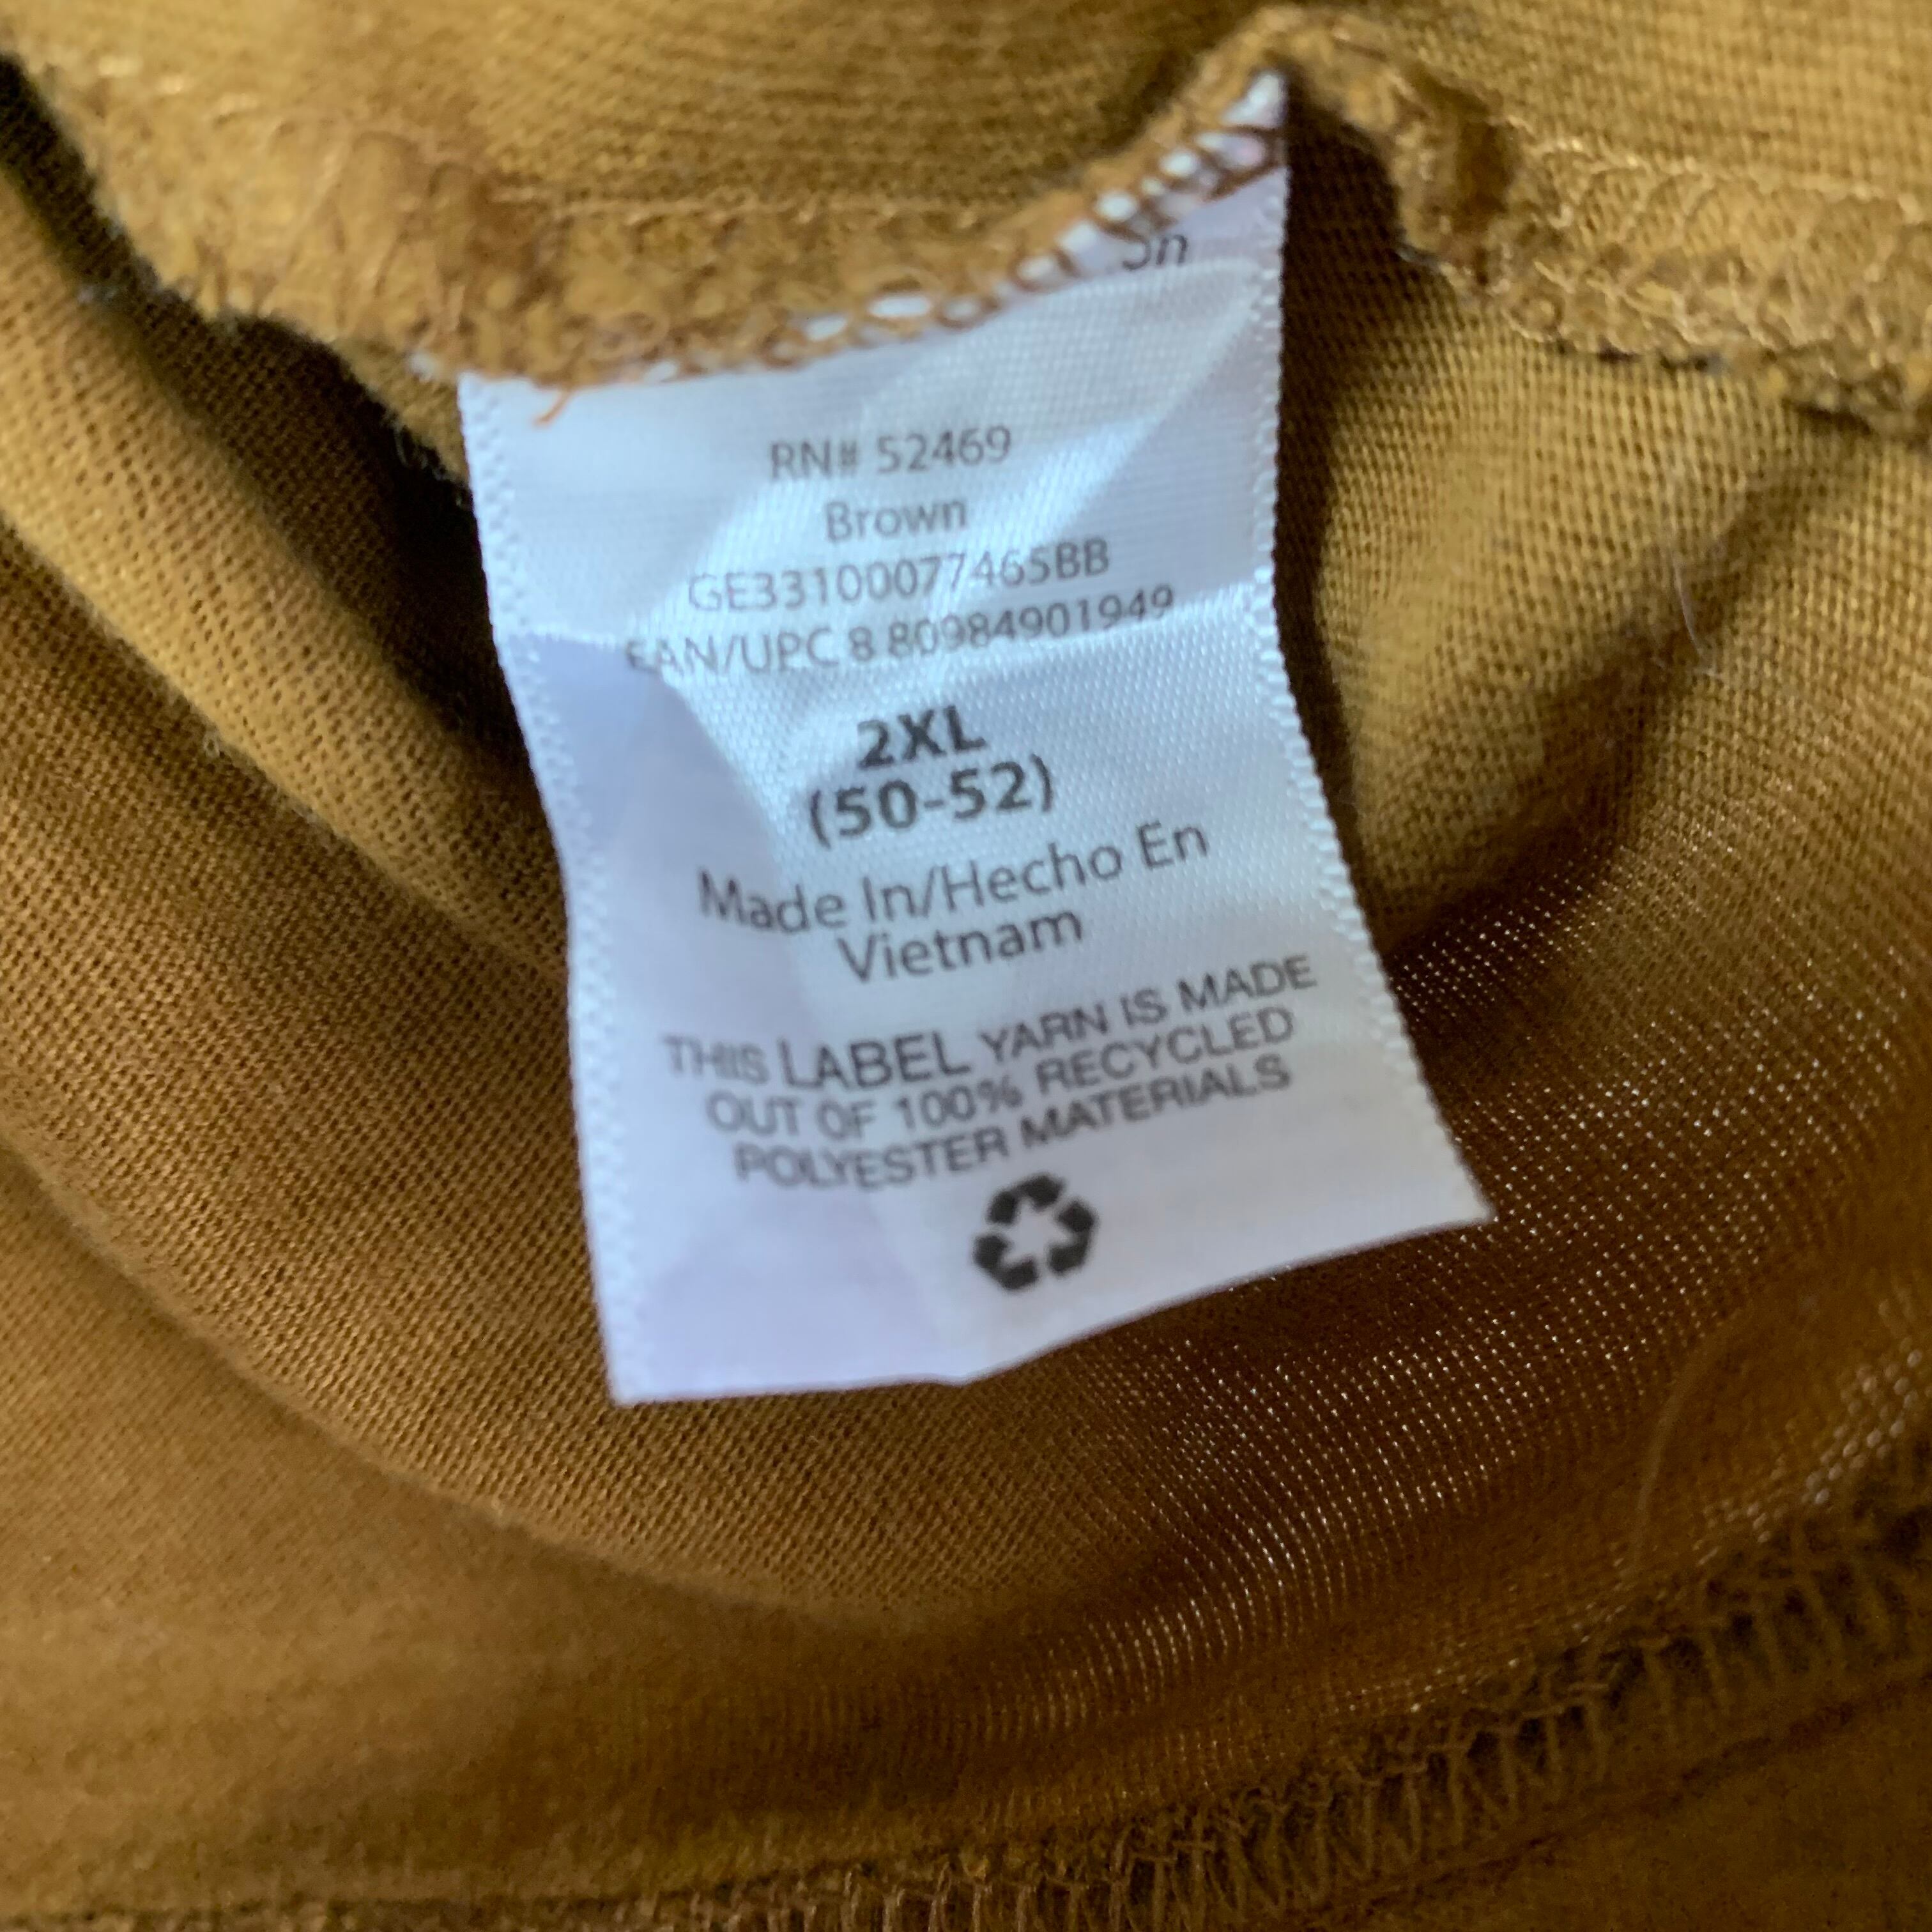 RN# 52469
Brown
GE33100077465BB
EAN/UPC 8 80984901949
2XL
(50-52)
Made In/Hecho En
Vietnam
THIS LABEL YARN IS MADE
OUT OF 100% RECYCLED
POLYESTER MATERIALS